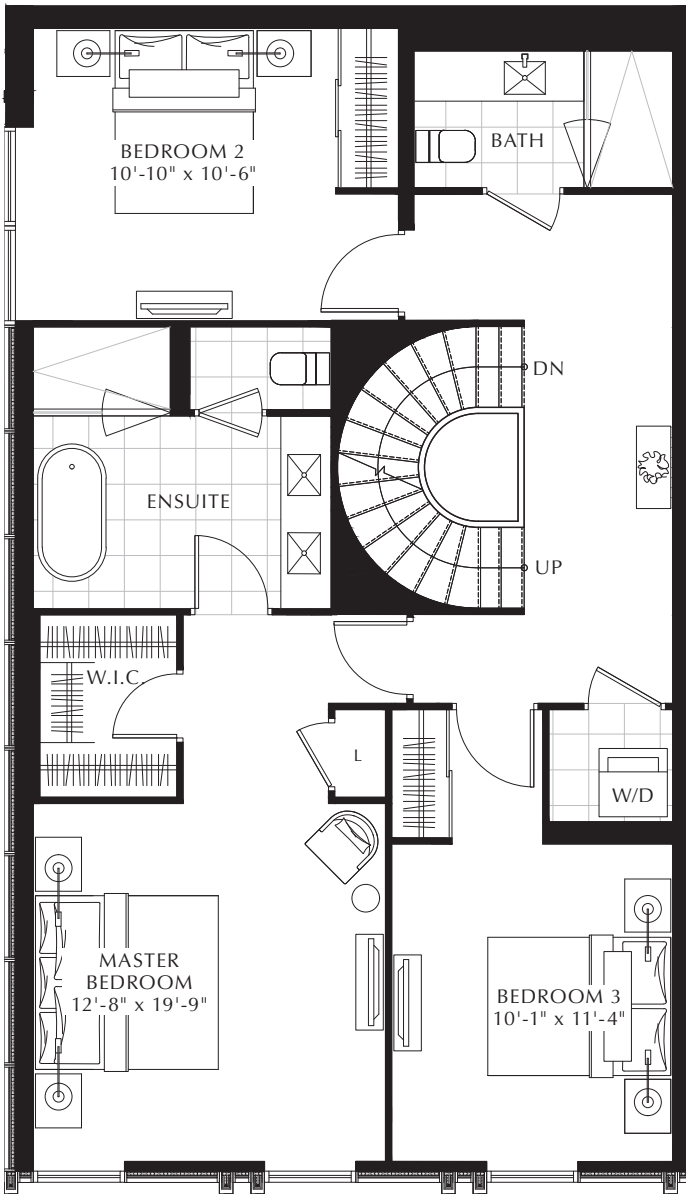 BATH
BEDROOM 2
10'-10" x 10'-6"
DN
ENSUITE
UP
W.I.C.
L
W/D
MASTER
BEDROOM
12'-8" x 19'-9"
BEDROOM 3
10'-1" x 11'-4"